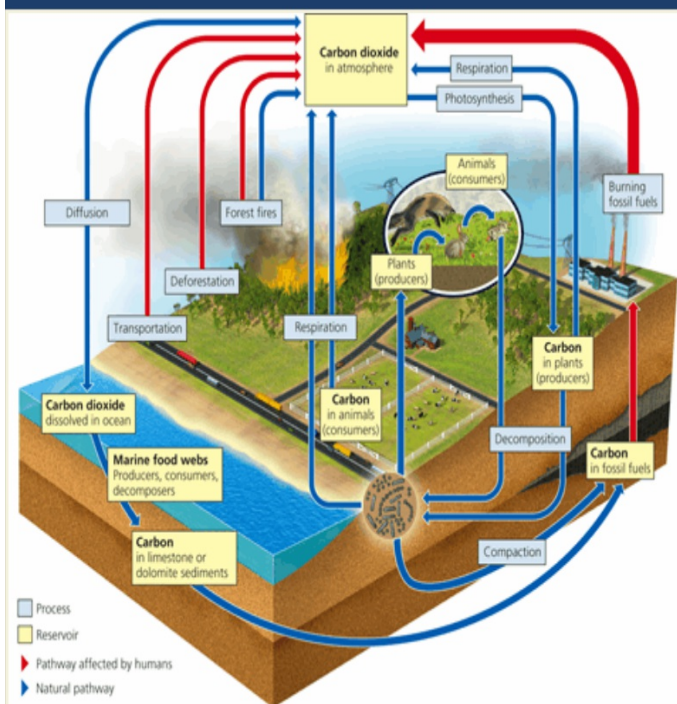 Carbon dioxide
in atmosphere
Respiration
Photosynthesis
Animals
(consumers)
Burning
fossil fuels
Diffusion
Forest fires
Plants
(producers)
Deforestation
Transportation
Respiration
Carbon
in plants
(producers)
Carbon dioxide
dissolved in ocean
Carbon
in animals
(consumers)
Decomposition
Carbon
in fossil fuels
Marine food webs
Producers, consumers,
decomposers
Carbon
in limestone or
dolomite sediments
Compaction
Process
Reservoir
Pathway affected by humans
Natural pathway